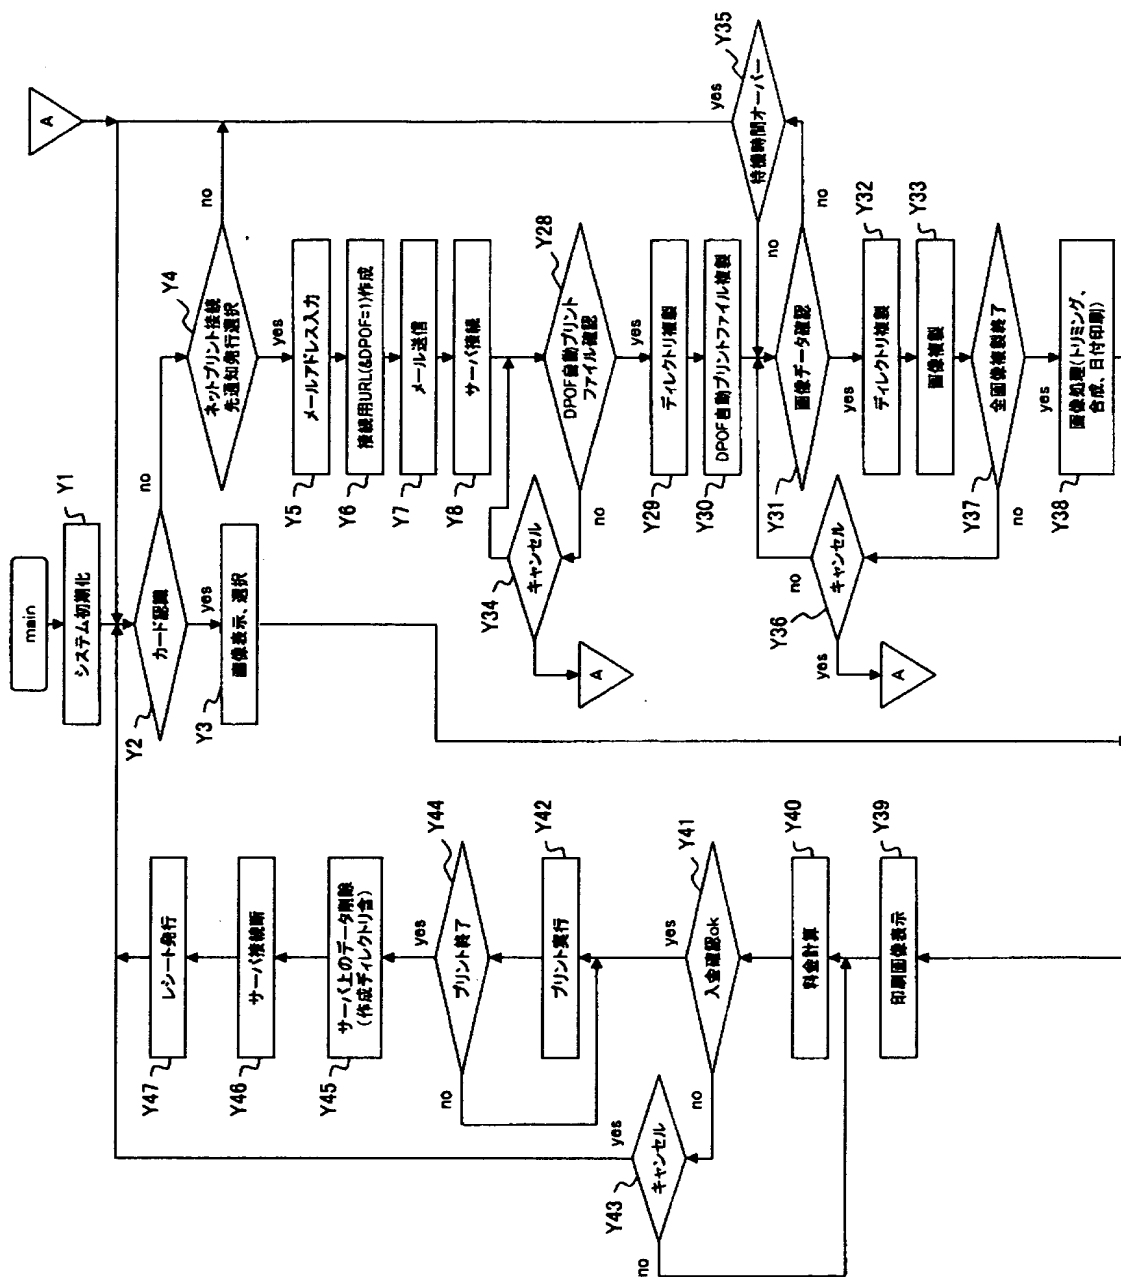 main
Y1
システム初期化
Y2
カード認識
yes
no
Y3
画像表示、選択
A
Y4
ネットプリント接続
先通知発行選択
no
yes
Y5
メールアドレス入力
Y6
接続用URL(&DPOF=1)作成
Y7
メール送信
Y8
サーバ接続
Y28
DPOF自動プリント
ファイル確認
no
yes
Y34
キャンセル
A
Y29
ディレクトリ複製
Y30
DPOF自動プリントファイル複製
Y35
待機時間オーバー
yes
no
Y31
画像データ確認
no
yes
Y32
ディレクトリ複製
Y33
画像複製
Y36
キャンセル
no
yes
A
Y37
全画像複製終了
no
yes
Y38
画像処理(トリミング、
合成、日付印刷)
Y39
印刷画像表示
Y40
料金計算
Y41
入金確認ok
yes
no
Y43
キャンセル
yes
no
Y42
プリント実行
Y44
プリント終了
yes
no
Y45
サーバ上のデータ削除
(作成ディレクトリ含)
Y46
サーバ接続断
Y47
レシート発行